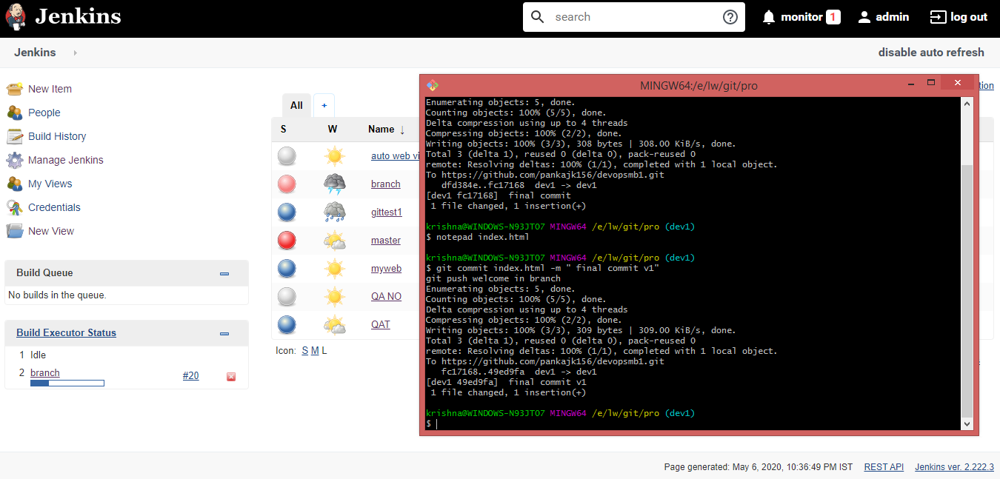 Jenkins
search
monitor 1
admin
log out
Jenkins
disable auto refresh
New Item
People
Build History
Manage Jenkins
My Views
Credentials
New View
Build Queue
No builds in the queue.
Build Executor Status
1 Idle
2 branch #20
All +
S W Name ↓
auto web vi
branch
gittest1
master
myweb
QA NO
QAT
Icon: S M L
tion
MINGW64:/e/lw/git/pro
Enumerating objects: 5, done.
Counting objects: 100% (5/5), done.
Delta compression using up to 4 threads
Compressing objects: 100% (2/2), done.
Writing objects: 100% (3/3), 308 bytes | 308.00 KiB/s, done.
Total 3 (delta 1), reused 0 (delta 0), pack-reused 0
remote: Resolving deltas: 100% (1/1), completed with 1 local object.
To https://github.com/pankajk156/devopsmb1.git
dfd384e..fc17168 dev1 -> dev1
[dev1 fc17168] final commit
1 file changed, 1 insertion(+)
krishna@WINDOWS-N93JTO7 MINGW64 /e/lw/git/pro (dev1)
$ notepad index.html
krishna@WINDOWS-N93JTO7 MINGW64 /e/lw/git/pro (dev1)
$ git commit index.html -m " final commit v1"
git push welcome in branch
Enumerating objects: 5, done.
Counting objects: 100% (5/5), done.
Delta compression using up to 4 threads
Compressing objects: 100% (2/2), done.
Writing objects: 100% (3/3), 309 bytes | 309.00 KiB/s, done.
Total 3 (delta 1), reused 0 (delta 0), pack-reused 0
remote: Resolving deltas: 100% (1/1), completed with 1 local object.
To https://github.com/pankajk156/devopsmb1.git
fc17168..49ed9fa dev1 -> dev1
[dev1 49ed9fa] final commit v1
1 file changed, 1 insertion(+)
krishna@WINDOWS-N93JTO7 MINGW64 /e/lw/git/pro (dev1)
$
Page generated: May 6, 2020, 10:36:49 PM IST REST API Jenkins ver. 2.222.3